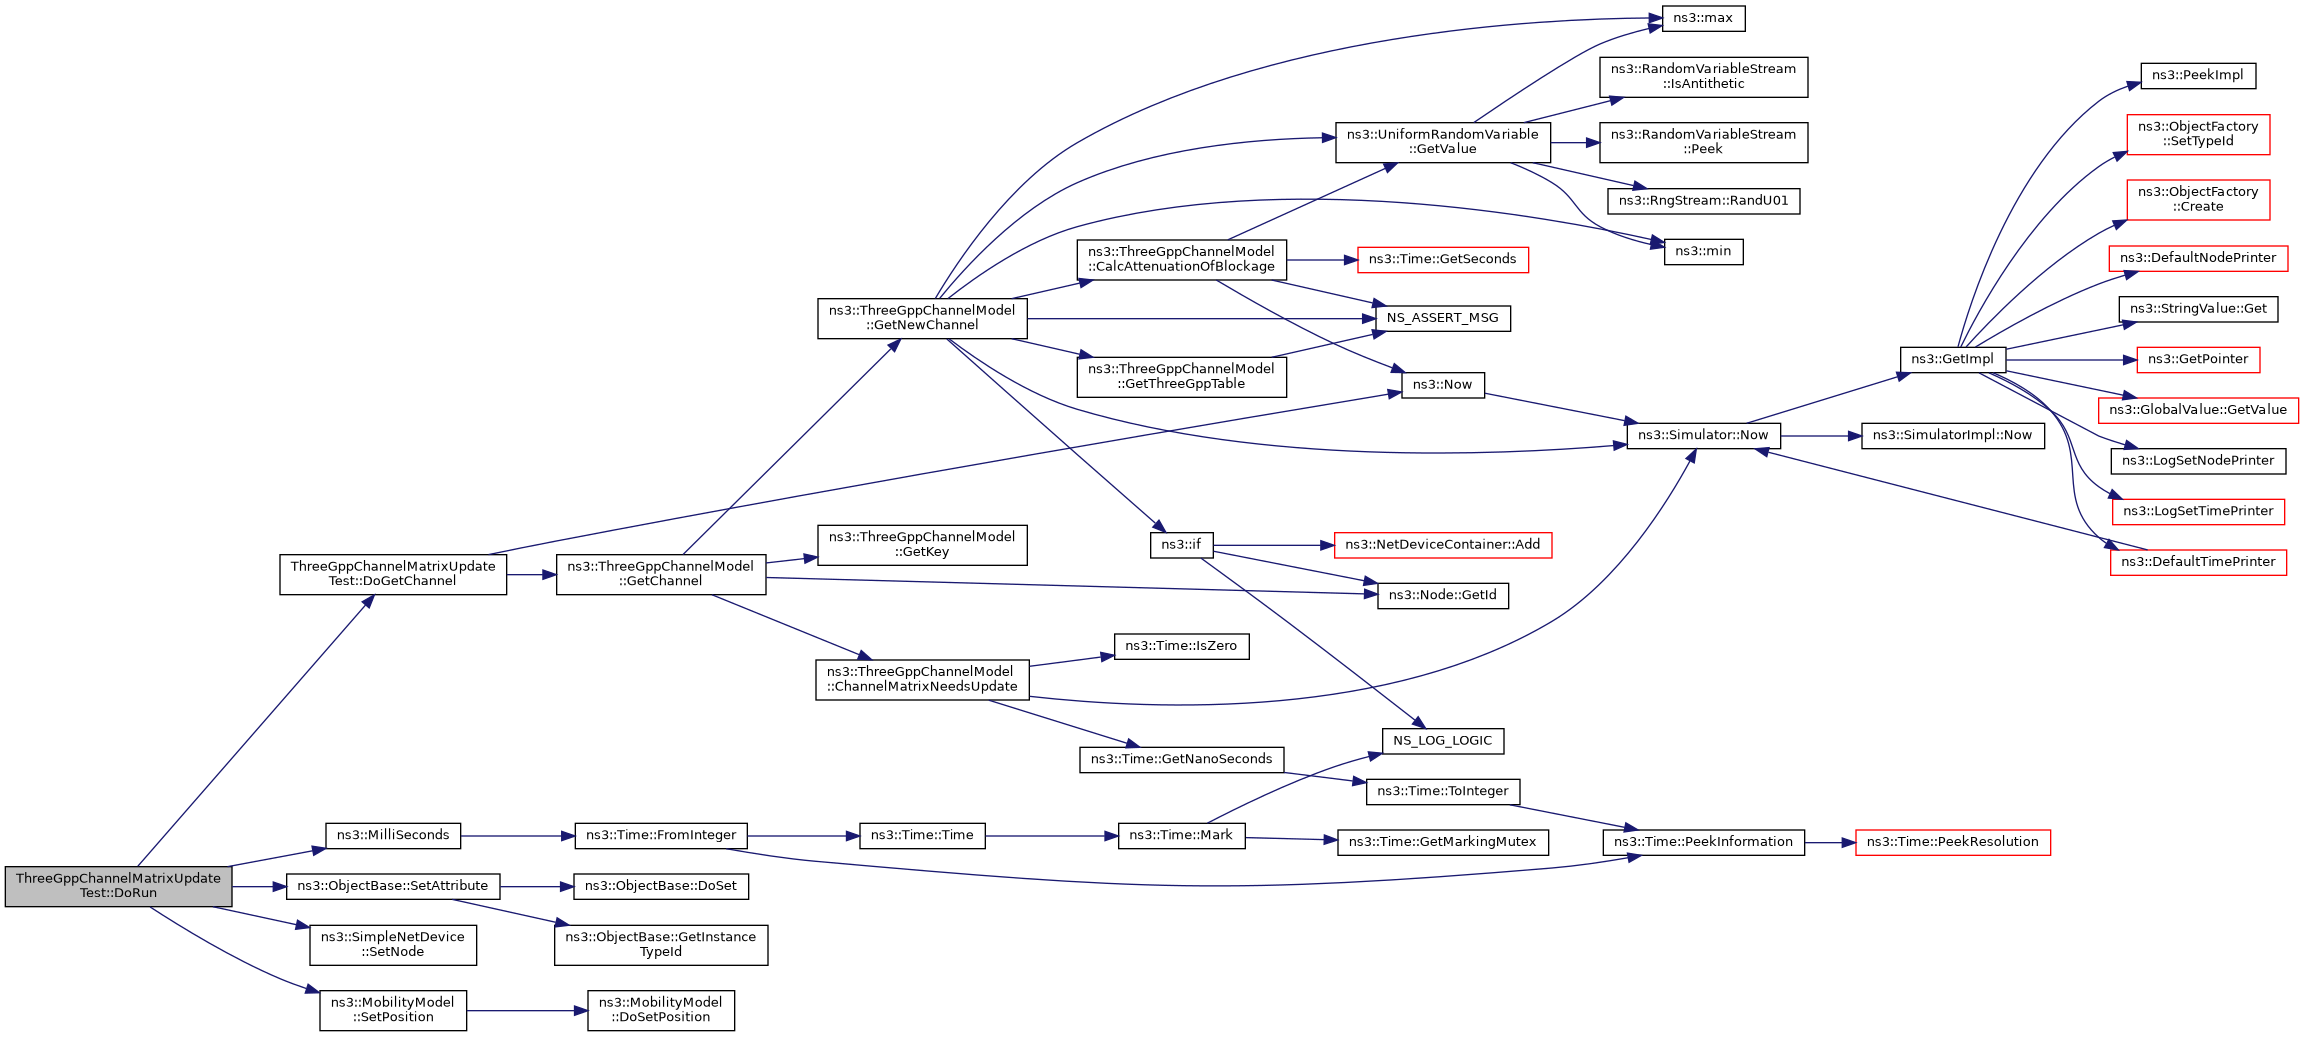 ThreeGppChannelMatrixUpdate
Test::DoRun
ThreeGppChannelMatrixUpdate
Test::DoGetChannel
ns3::MilliSeconds
ns3::ObjectBase::SetAttribute
ns3::SimpleNetDevice
::SetNode
ns3::MobilityModel
::SetPosition
ns3::ThreeGppChannelModel
::GetChannel
ns3::Time::FromInteger
ns3::ObjectBase::DoSet
ns3::ObjectBase::GetInstance
TypeId
ns3::MobilityModel
::DoSetPosition
ns3::ThreeGppChannelModel
::GetNewChannel
ns3::ThreeGppChannelModel
::GetKey
ns3::ThreeGppChannelModel
::ChannelMatrixNeedsUpdate
ns3::Time::Time
ns3::ThreeGppChannelModel
::CalcAttenuationOfBlockage
ns3::ThreeGppChannelModel
::GetThreeGppTable
ns3::if
ns3::Time::IsZero
ns3::Time::GetNanoSeconds
ns3::Time::Mark
ns3::UniformRandomVariable
::GetValue
ns3::Time::GetSeconds
NS_ASSERT_MSG
ns3::Now
ns3::NetDeviceContainer::Add
ns3::Node::GetId
NS_LOG_LOGIC
ns3::Time::ToInteger
ns3::Time::GetMarkingMutex
ns3::max
ns3::RandomVariableStream
::IsAntithetic
ns3::RandomVariableStream
::Peek
ns3::RngStream::RandU01
ns3::min
ns3::Simulator::Now
ns3::Time::PeekInformation
ns3::GetImpl
ns3::SimulatorImpl::Now
ns3::Time::PeekResolution
ns3::PeekImpl
ns3::ObjectFactory
::SetTypeId
ns3::ObjectFactory
::Create
ns3::DefaultNodePrinter
ns3::StringValue::Get
ns3::GetPointer
ns3::GlobalValue::GetValue
ns3::LogSetNodePrinter
ns3::LogSetTimePrinter
ns3::DefaultTimePrinter